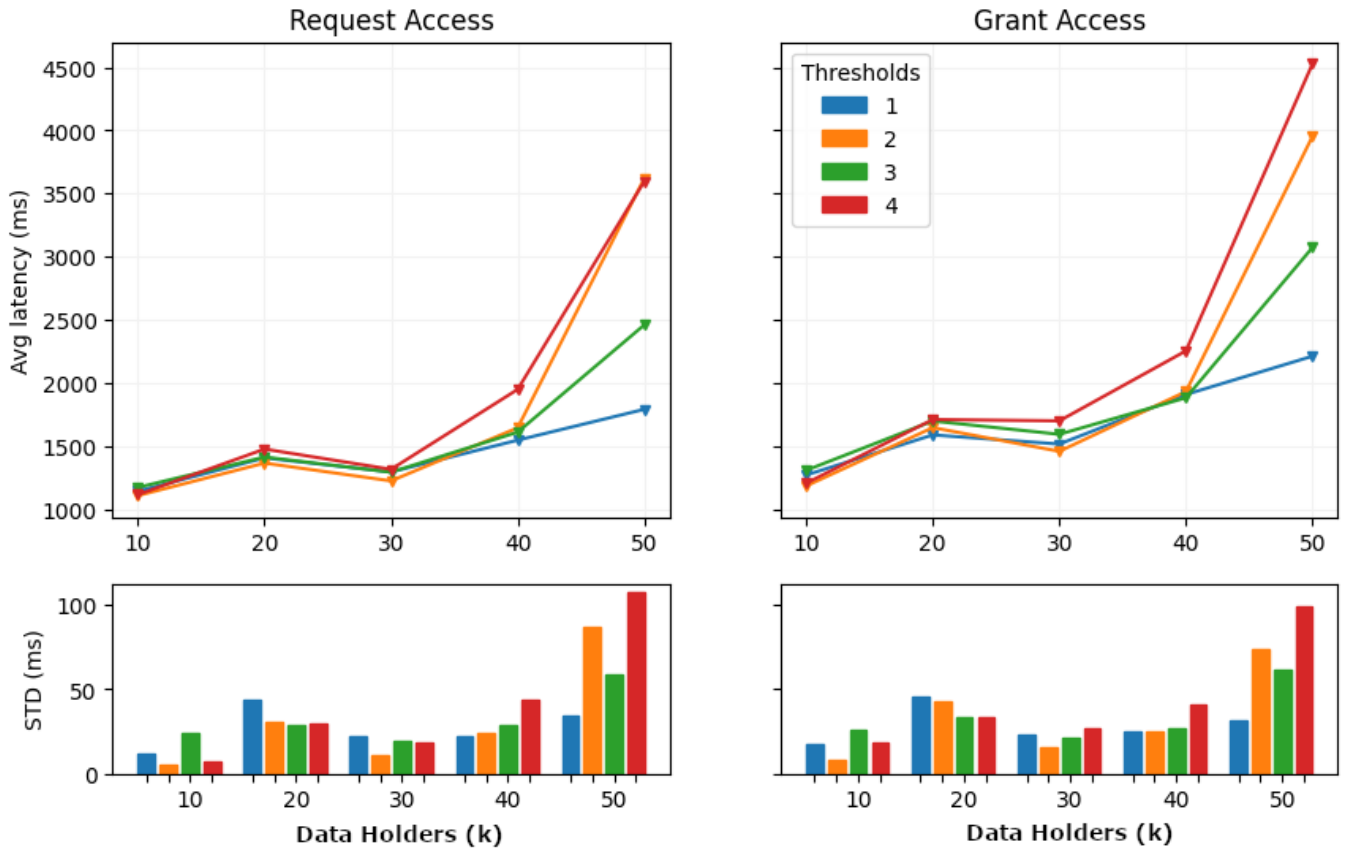 Request Access
Grant Access
Avg latency (ms)
4500
4000
3500
3000
2500
2000
1500
1000
Thresholds
1
2
3
4
10 20 30 40 50
10 20 30 40 50
STD (ms)
100
50
0
10 20 30 40 50
10 20 30 40 50
Data Holders (k)
Data Holders (k)